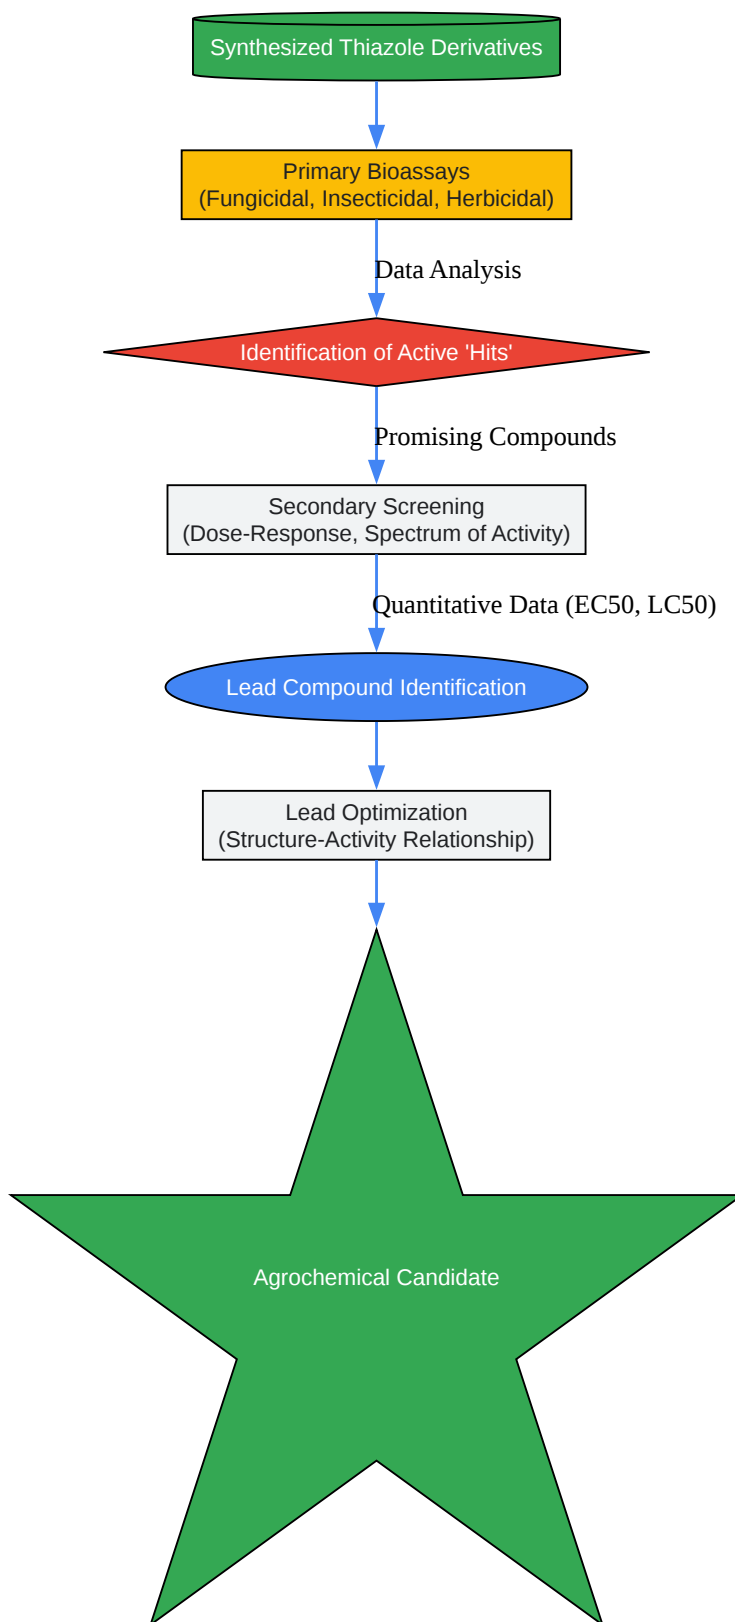 Synthesized Thiazole Derivatives
Primary Bioassays
(Fungicidal, Insecticidal, Herbicidal)
Data Analysis
Identification of Active 'Hits'
Promising Compounds
Secondary Screening
(Dose-Response, Spectrum of Activity)
Quantitative Data (EC50, LC50)
Lead Compound Identification
Lead Optimization
(Structure-Activity Relationship)
Agrochemical Candidate